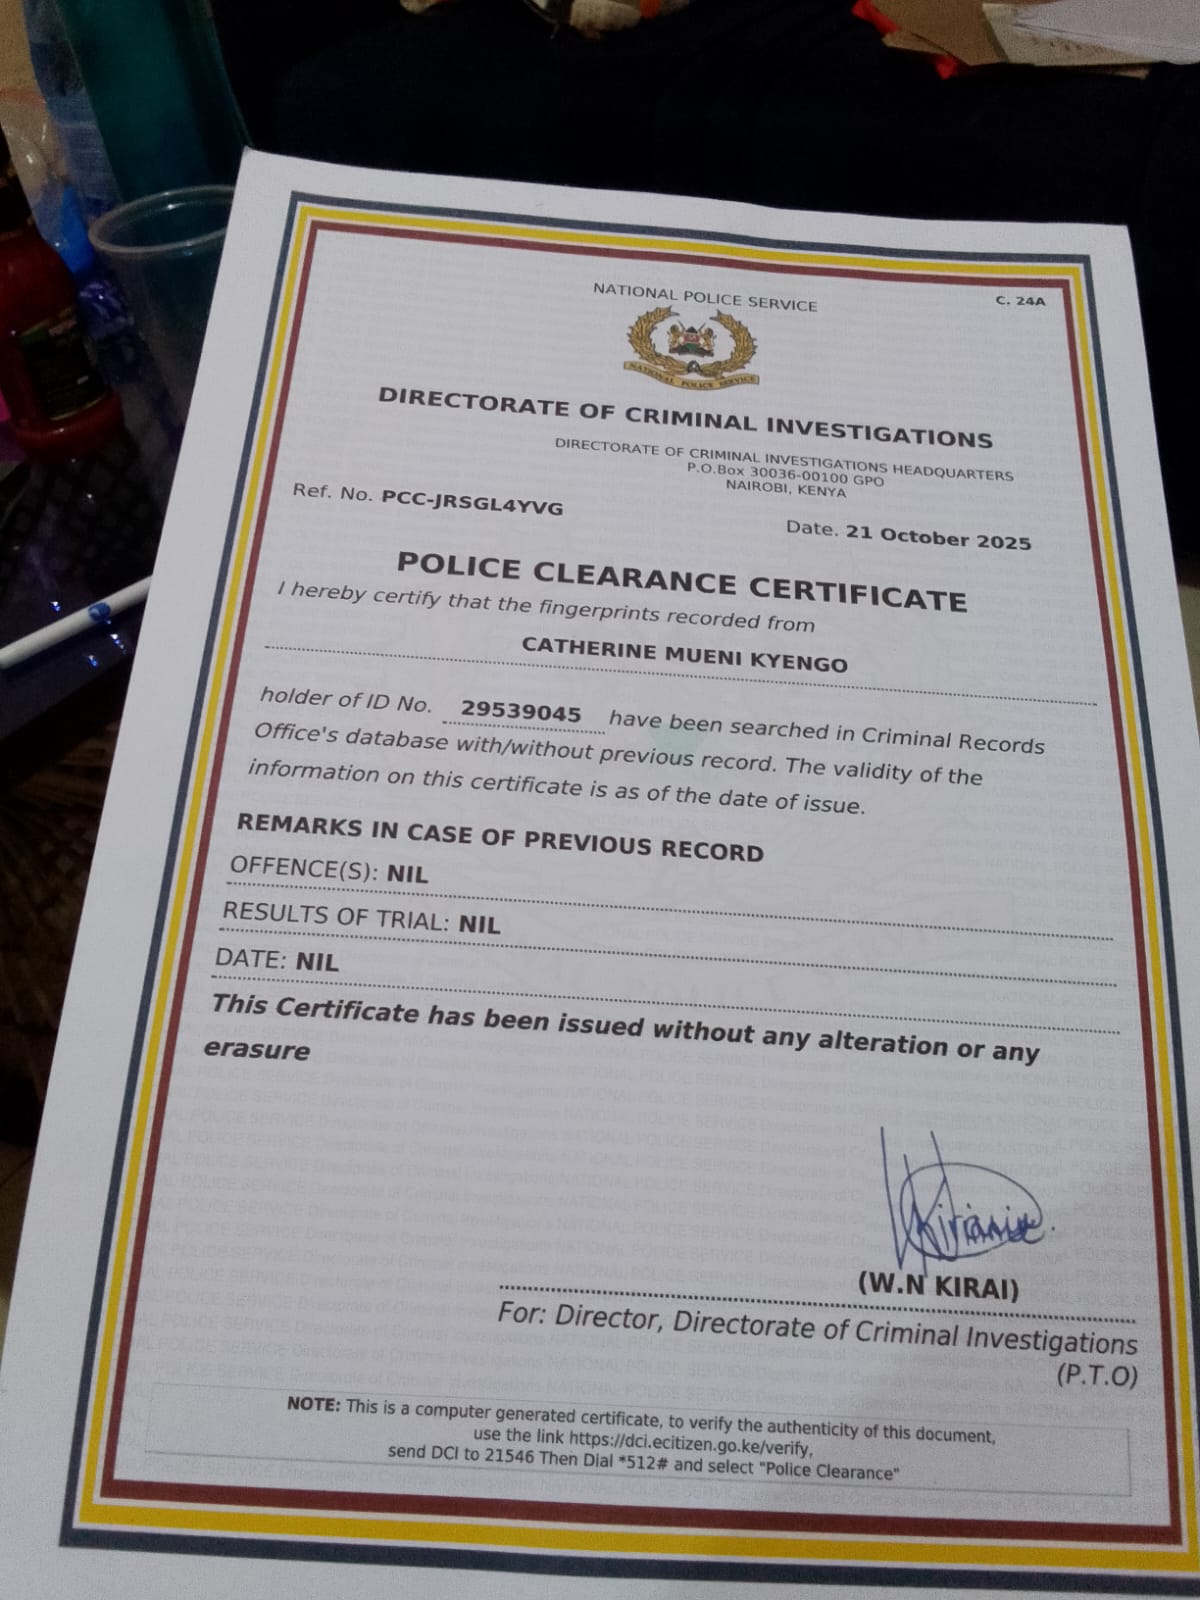 NATIONAL POLICE SERVICE
C. 24A
NATIONAL POLICE SERVICE
DIRECTORATE OF CRIMINAL INVESTIGATIONS
DIRECTORATE OF CRIMINAL INVESTIGATIONS HEADQUARTERS
P.O.Box 30036-00100 GPO
NAIROBI, KENYA
Ref. No. PCC-JRSGL4YVG
Date. 21 October 2025
POLICE CLEARANCE CERTIFICATE
I hereby certify that the fingerprints recorded from
CATHERINE MUENI KYENGO
holder of ID No. 29539045 have been searched in Criminal Records
Office's database with/without previous record. The validity of the
information on this certificate is as of the date of issue.
REMARKS IN CASE OF PREVIOUS RECORD
OFFENCE(S): NIL
RESULTS OF TRIAL: NIL
DATE: NIL
This Certificate has been issued without any alteration or any
erasure
(W.N KIRAI)
For: Director, Directorate of Criminal Investigations
(P.T.O)
NOTE: This is a computer generated certificate, to verify the authenticity of this document,
use the link https://dci.ecitizen.go.ke/verify,
send DCI to 21546 Then Dial *512# and select "Police Clearance"